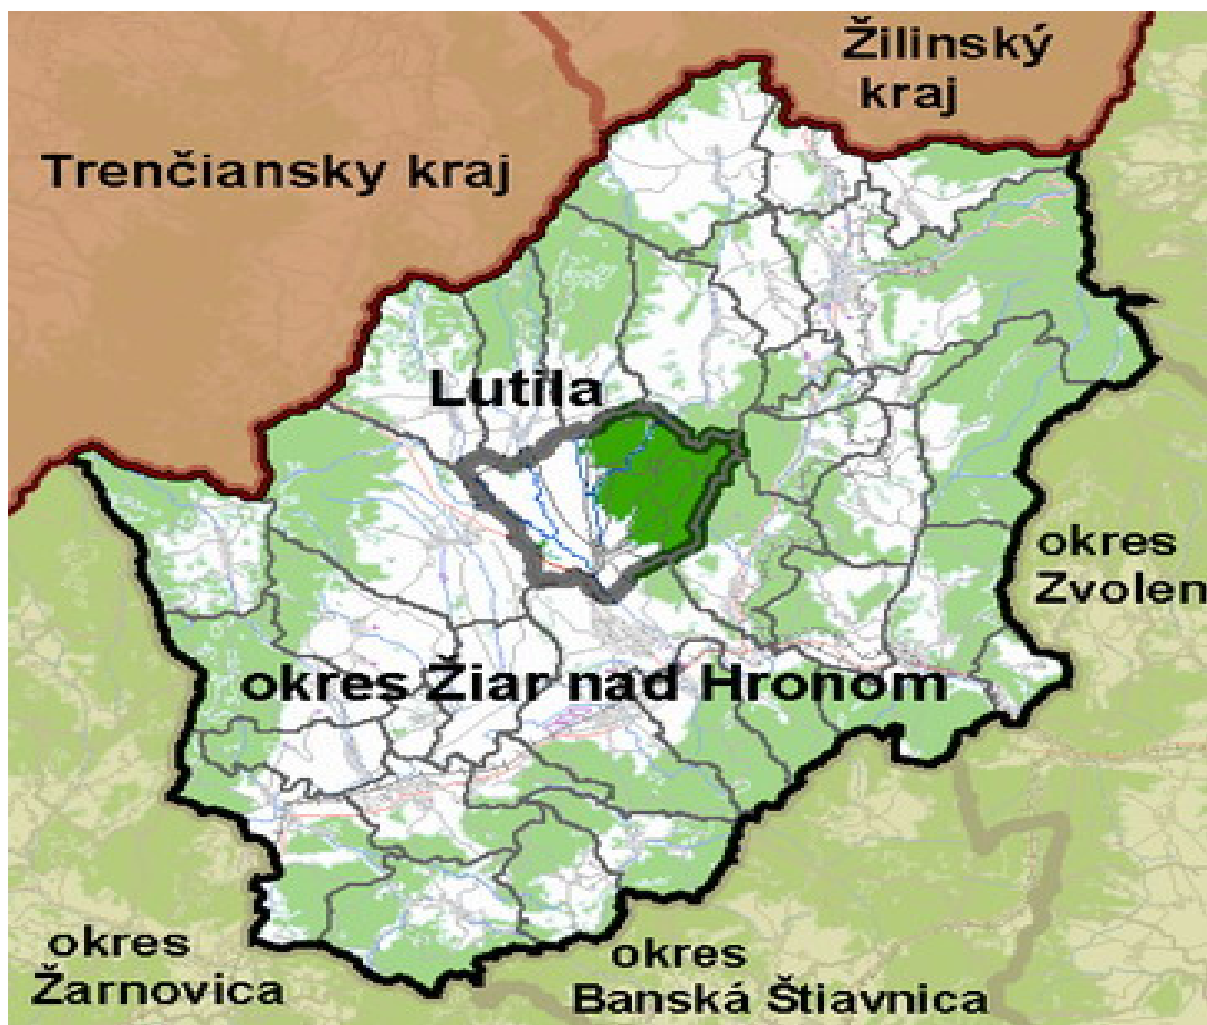 Žilinský
kraj
Trenčiansky kraj
Lutila
okres
Zvolen
okres Žiar nad Hronom
okres
Žarnovica
okres
Banská Štiavnica